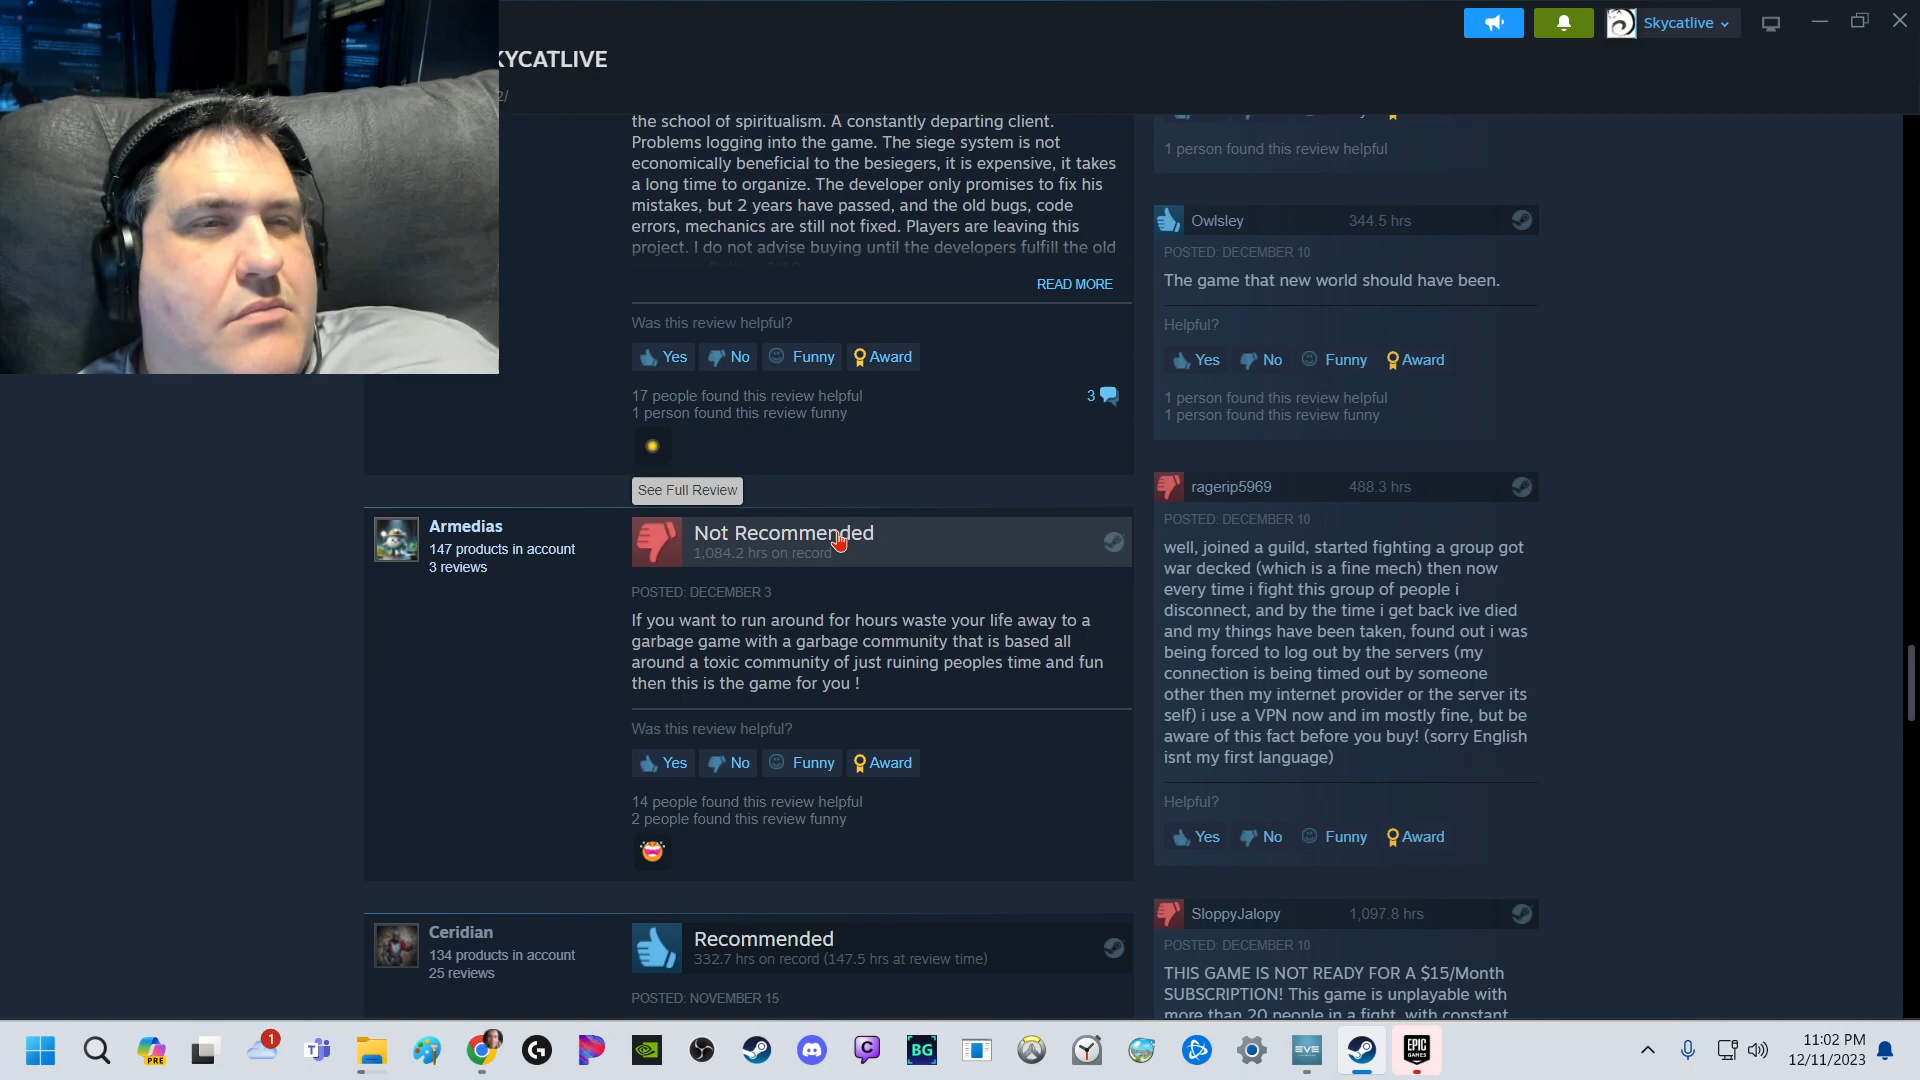 KYCATLIVE
2/
Skycatlive
the school of spiritualism. A constantly departing client.
Problems logging into the game. The siege system is not
economically beneficial to the besiegers, it is expensive, it takes
a long time to organize. The developer only promises to fix his
mistakes, but 2 years have passed, and the old bugs, code
errors, mechanics are still not fixed. Players are leaving this
project. I do not advise buying until the developers fulfill the old
READ MORE
Was this review helpful?
Yes No Funny Award
17 people found this review helpful
1 person found this review funny
3
See Full Review
Armedias
147 products in account
3 reviews
Not Recommended
1,084.2 hrs on record
POSTED: DECEMBER 3
If you want to run around for hours waste your life away to a
garbage game with a garbage community that is based all
around a toxic community of just ruining peoples time and fun
then this is the game for you !
Was this review helpful?
Yes No Funny Award
14 people found this review helpful
2 people found this review funny
Ceridian
134 products in account
25 reviews
Recommended
332.7 hrs on record (147.5 hrs at review time)
POSTED: NOVEMBER 15
1 person found this review helpful
Owlsley 344.5 hrs
POSTED: DECEMBER 10
The game that new world should have been.
Helpful?
Yes No Funny Award
1 person found this review helpful
1 person found this review funny
ragerip5969 488.3 hrs
POSTED: DECEMBER 10
well, joined a guild, started fighting a group got
war decked (which is a fine mech) then now
every time i fight this group of people i
disconnect, and by the time i get back ive died
and my things have been taken, found out i was
being forced to log out by the servers (my
connection is being timed out by someone
other then my internet provider or the server its
self) i use a VPN now and im mostly fine, but be
aware of this fact before you buy! (sorry English
isnt my first language)
Helpful?
Yes No Funny Award
SloppyJalopy 1,097.8 hrs
POSTED: DECEMBER 10
THIS GAME IS NOT READY FOR A $15/Month
SUBSCRIPTION! This game is unplayable with
more than 20 people in a fight, with constant
PRE
1
BG
EVE
EPIC
GAMES
11:02 PM
12/11/2023